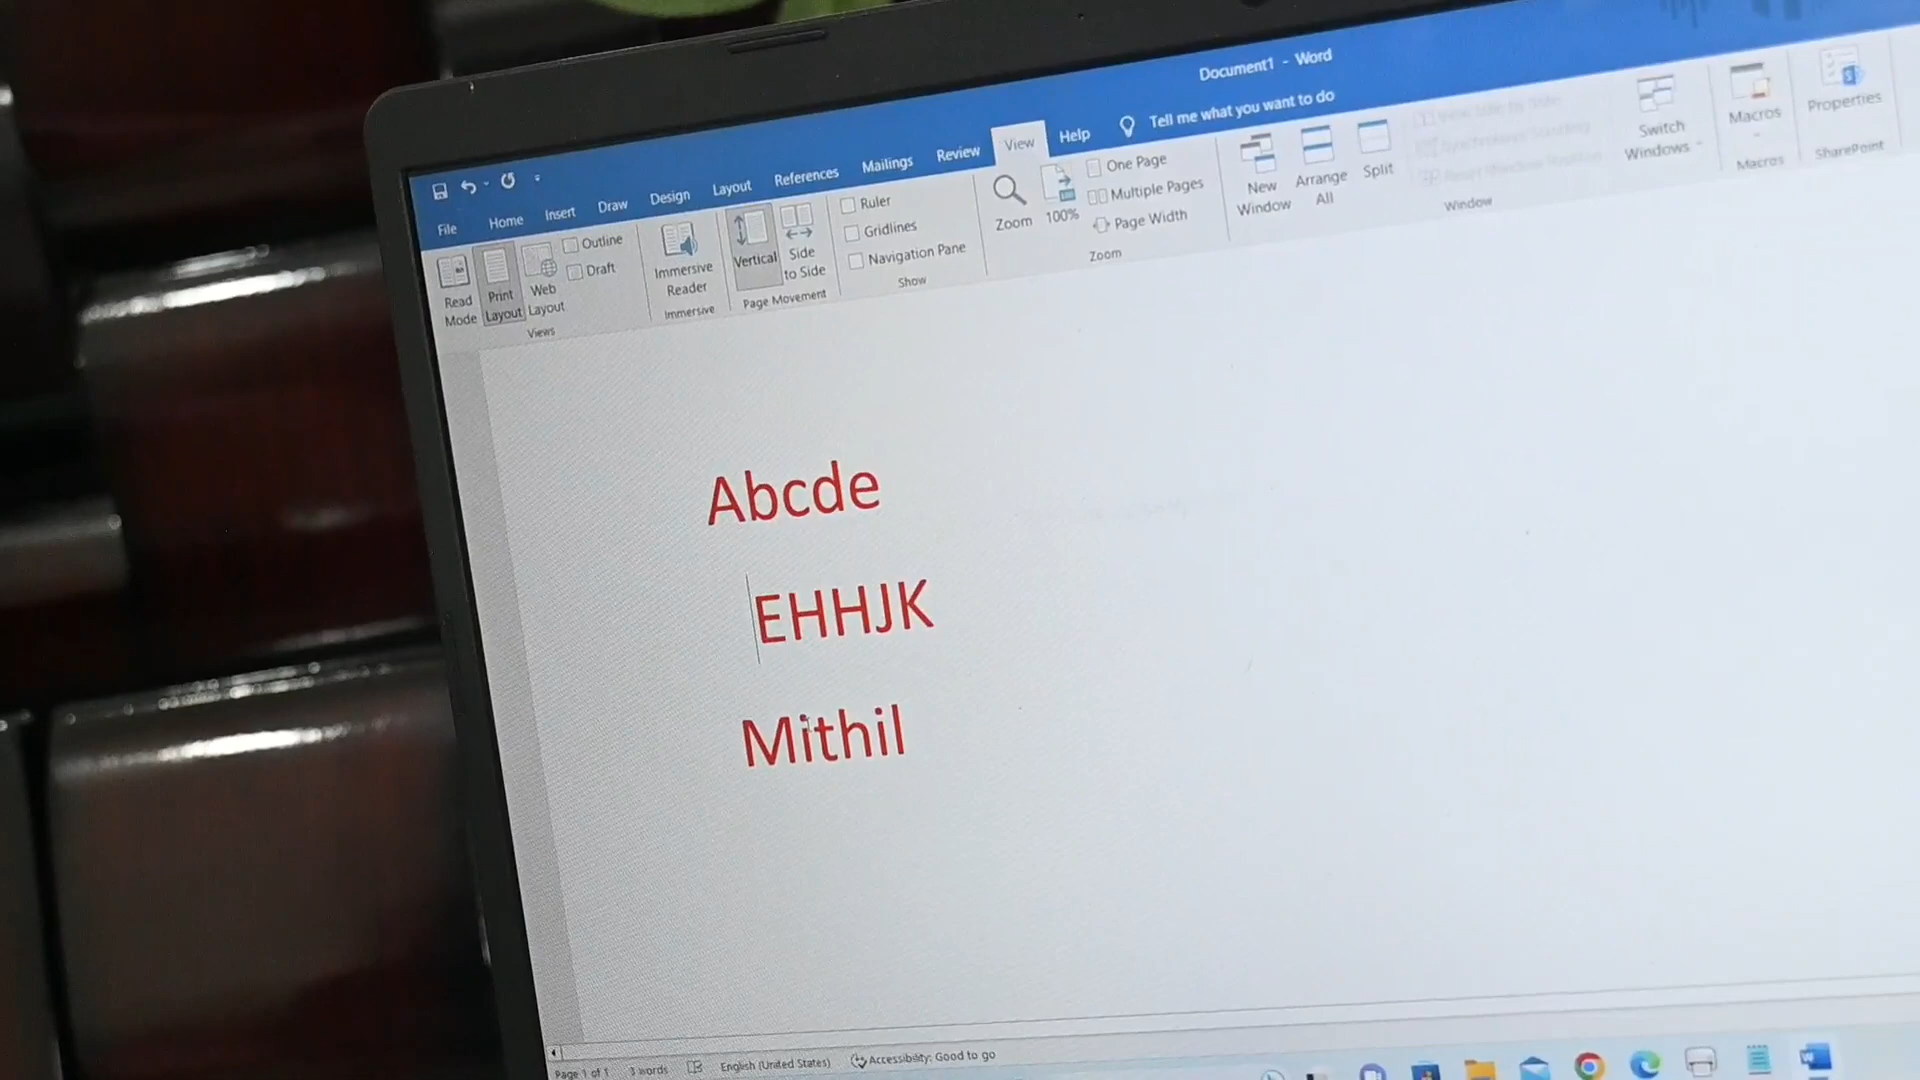 Document1 - Word
File Home Insert Draw Design Layout References Mailings Review View Help Tell me what you want to do
Read Mode
Print Layout
Web Layout
Outline
Draft
Views
Immersive Reader
Immersive
Vertical
Side to Side
Page Movement
Ruler
Gridlines
Navigation Pane
Show
Zoom
100%
One Page
Multiple Pages
Page Width
Zoom
New Window
Arrange All
Split
Window
Switch Windows
Macros
Macros
Properties
SharePoint
Abcde
EHHJK
Mithil
Page 1 of 1 3 words English (United States) Accessibility: Good to go